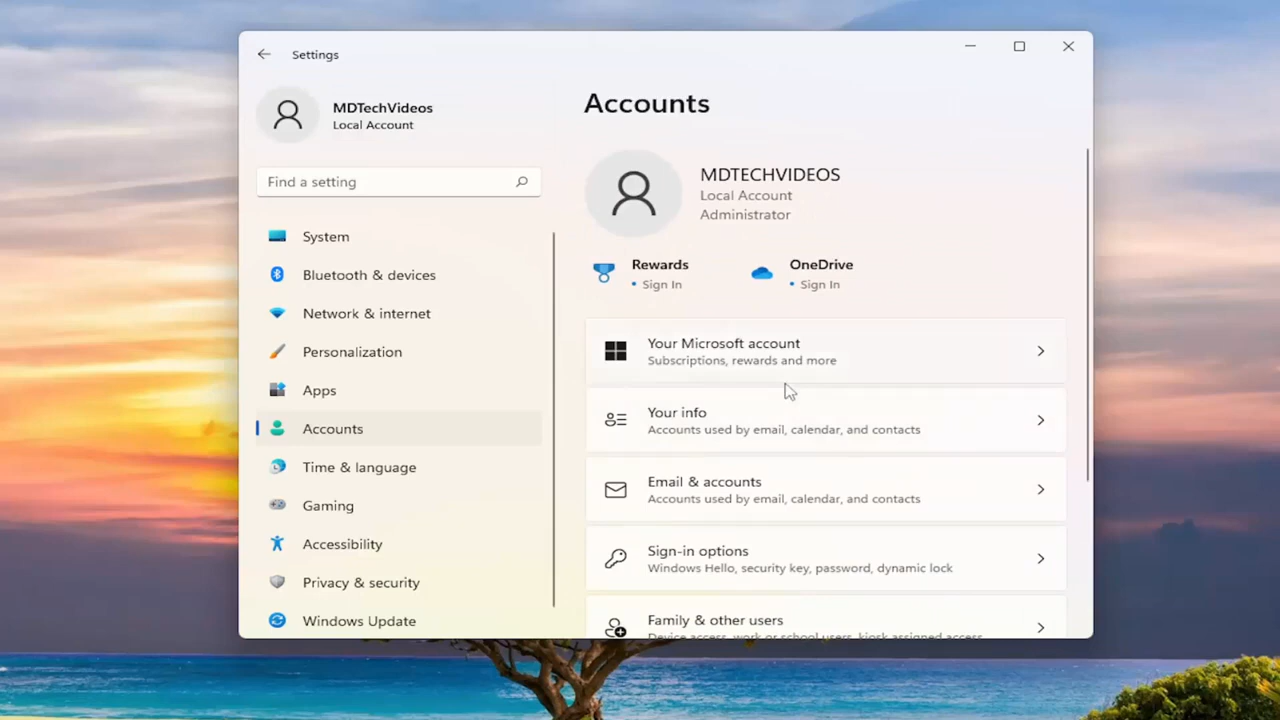 Settings
MDTechVideos
Local Account
Find a setting
System
Bluetooth & devices
Network & internet
Personalization
Apps
Accounts
Time & language
Gaming
Accessibility
Privacy & security
Windows Update
Accounts
MDTECHVIDEOS
Local Account
Administrator
Rewards
Sign In
OneDrive
Sign In
Your Microsoft account
Subscriptions, rewards and more
Your info
Accounts used by email, calendar, and contacts
Email & accounts
Accounts used by email, calendar, and contacts
Sign-in options
Windows Hello, security key, password, dynamic lock
Family & other users
Device access, work or school users, kiosk assigned access